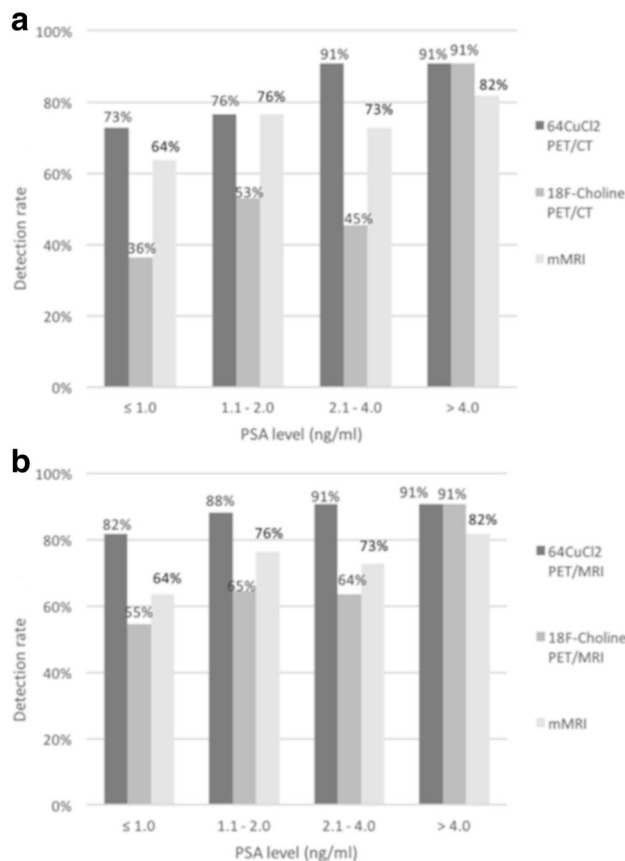 a
100%
91%
91%
91%
82%
80%
73%
76%
76%
73%
64%
64CuCl2
PET/CT
60%
53%
18F-Choline
PET/CT
45%
40%
36%
mMRI
20%
0%
Detection rate
≤ 1.0
1.1 - 2.0
2.1 - 4.0
> 4.0
PSA level (ng/ml)
b
100%
82%
88%
91%
91%
91%
82%
80%
76%
73%
64CuCl2
PET/MRI
64%
65%
64%
60%
55%
18F-Choline
PET/MRI
40%
mMRI
20%
0%
Detection rate
≤ 1.0
1.1 - 2.0
2.1 - 4.0
> 4.0
PSA level (ng/ml)